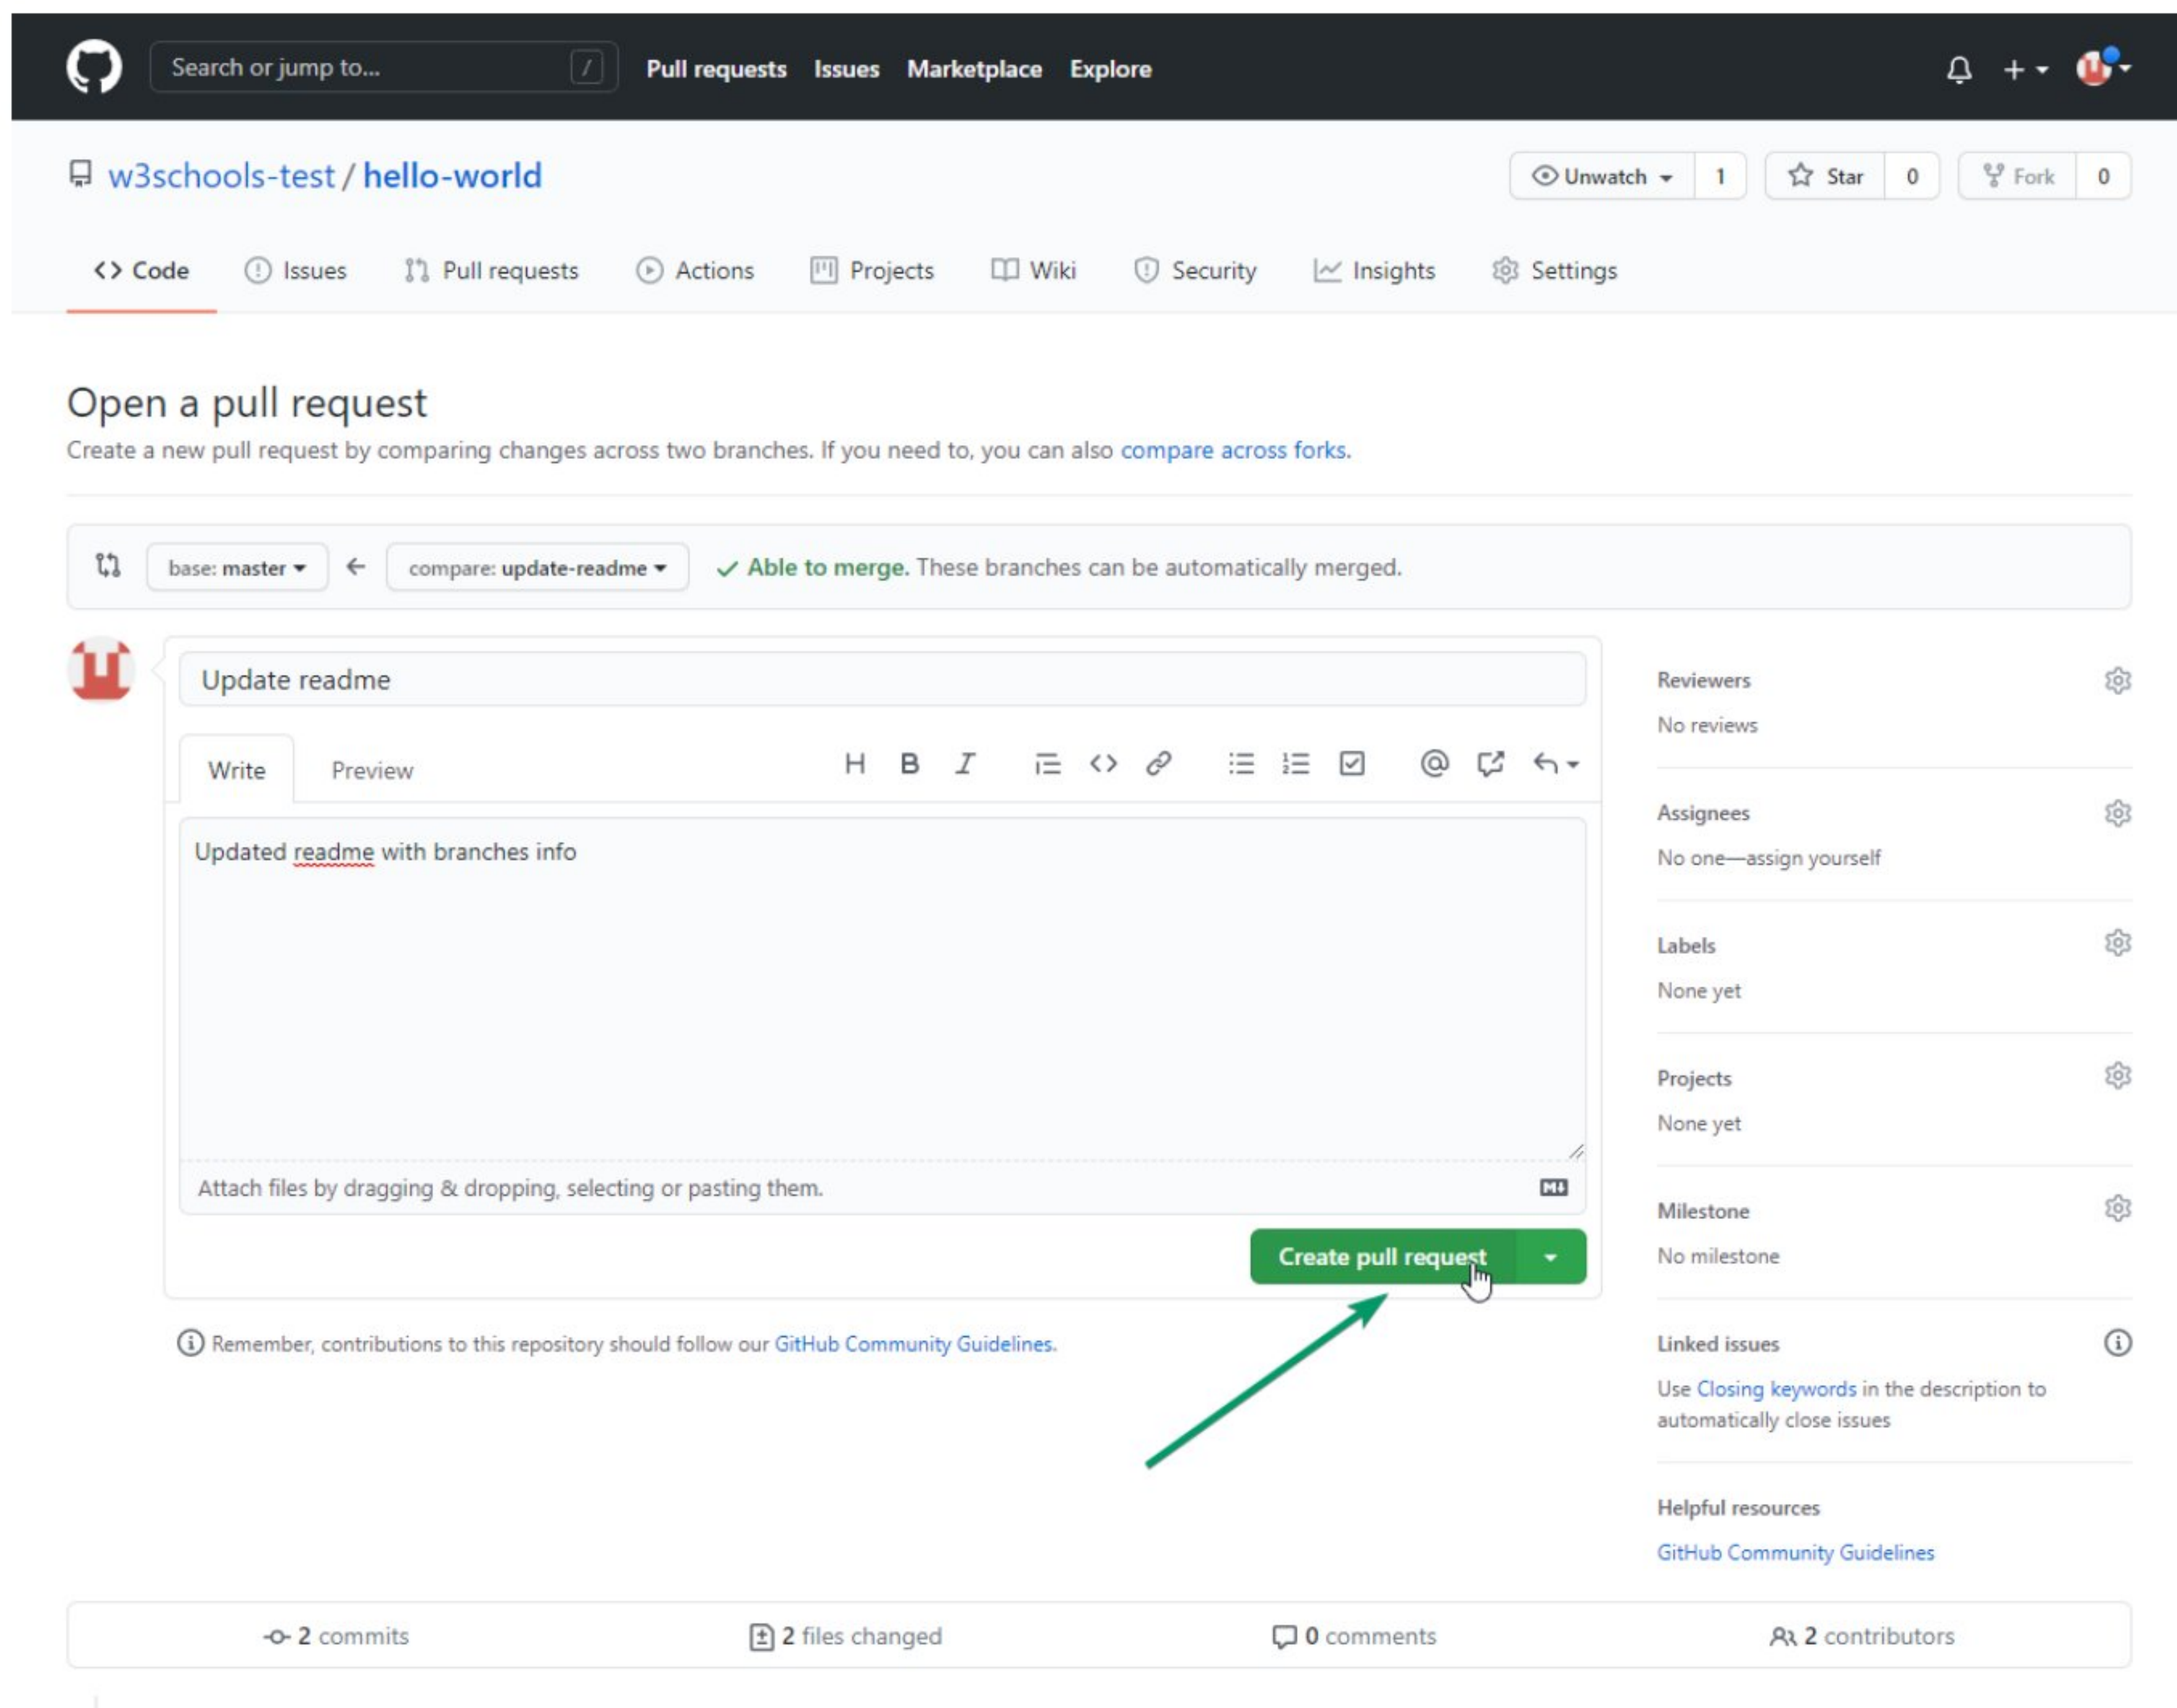 Search or jump to... / Pull requests Issues Marketplace Explore
w3schools-test / hello-world Unwatch 1 Star 0 Fork 0
Code Issues Pull requests Actions Projects Wiki Security Insights Settings
Open a pull request
Create a new pull request by comparing changes across two branches. If you need to, you can also compare across forks.
base: master ← compare: update-readme ✓ Able to merge. These branches can be automatically merged.
Update readme
Write Preview H B I <> @
Updated readme with branches info
Attach files by dragging & dropping, selecting or pasting them. M↓
Create pull request
Remember, contributions to this repository should follow our GitHub Community Guidelines.
Reviewers
No reviews
Assignees
No one—assign yourself
Labels
None yet
Projects
None yet
Milestone
No milestone
Linked issues
Use Closing keywords in the description to
automatically close issues
Helpful resources
GitHub Community Guidelines
2 commits 2 files changed 0 comments 2 contributors